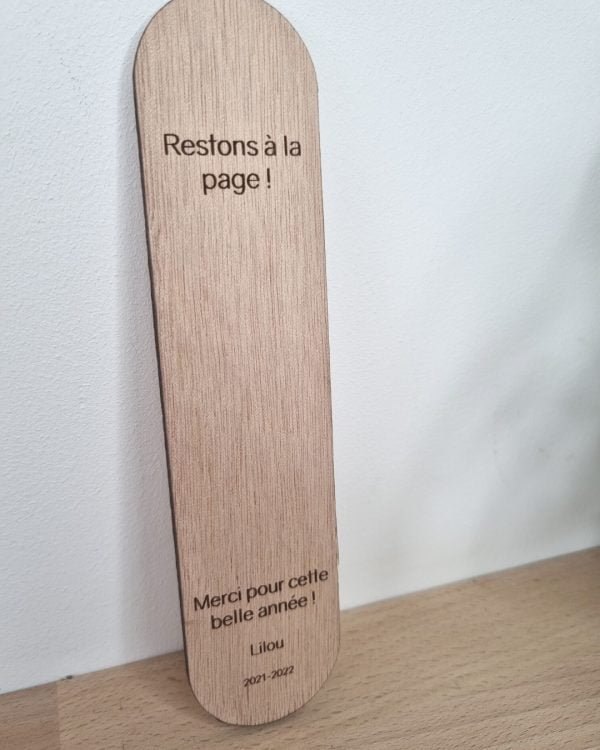 Restons à la
page !
Merci pour cette
belle année !
Lilou
2021-2022